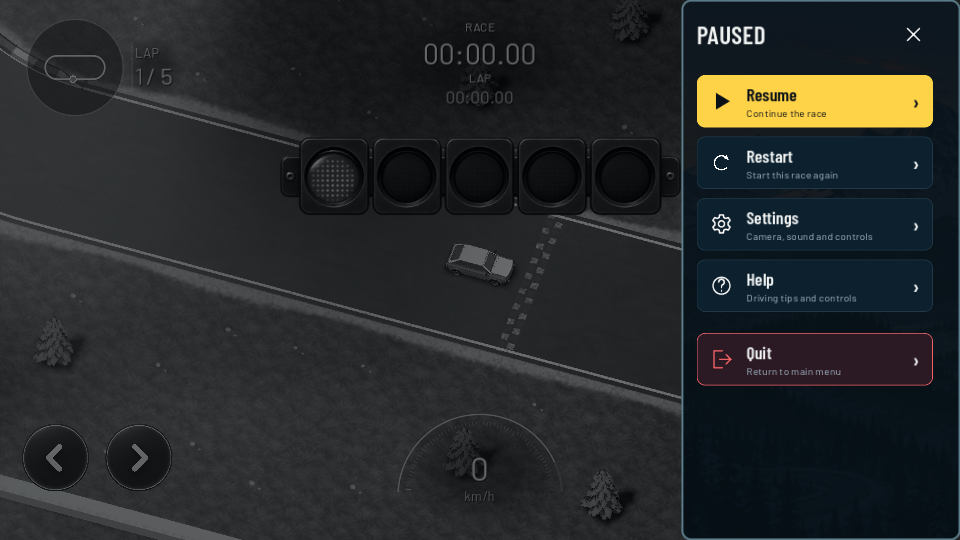 LAP
1/ 5
RACE
00:00.00
LAP
00:00.00
0
km/h
PAUSED
Resume
Continue the race
Restart
Start this race again
Settings
Camera, sound and controls
Help
Driving tips and controls
Quit
Return to main menu